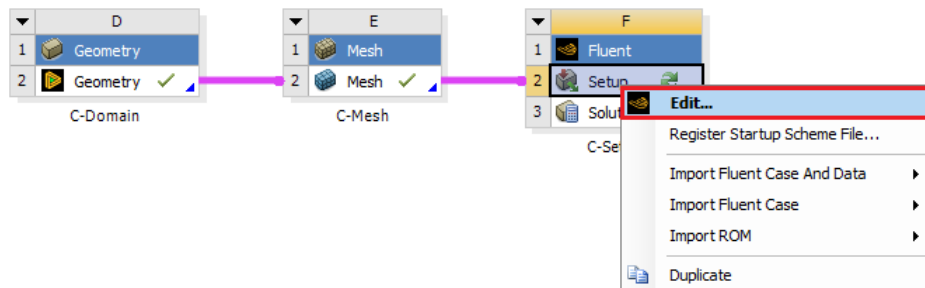 D
1 Geometry
2 Geometry
C-Domain
E
1 Mesh
2 Mesh
C-Mesh
F
1 Fluent
2 Setup
3 Solut
C-Se
Edit...
Register Startup Scheme File...
Import Fluent Case And Data
Import Fluent Case
Import ROM
Duplicate